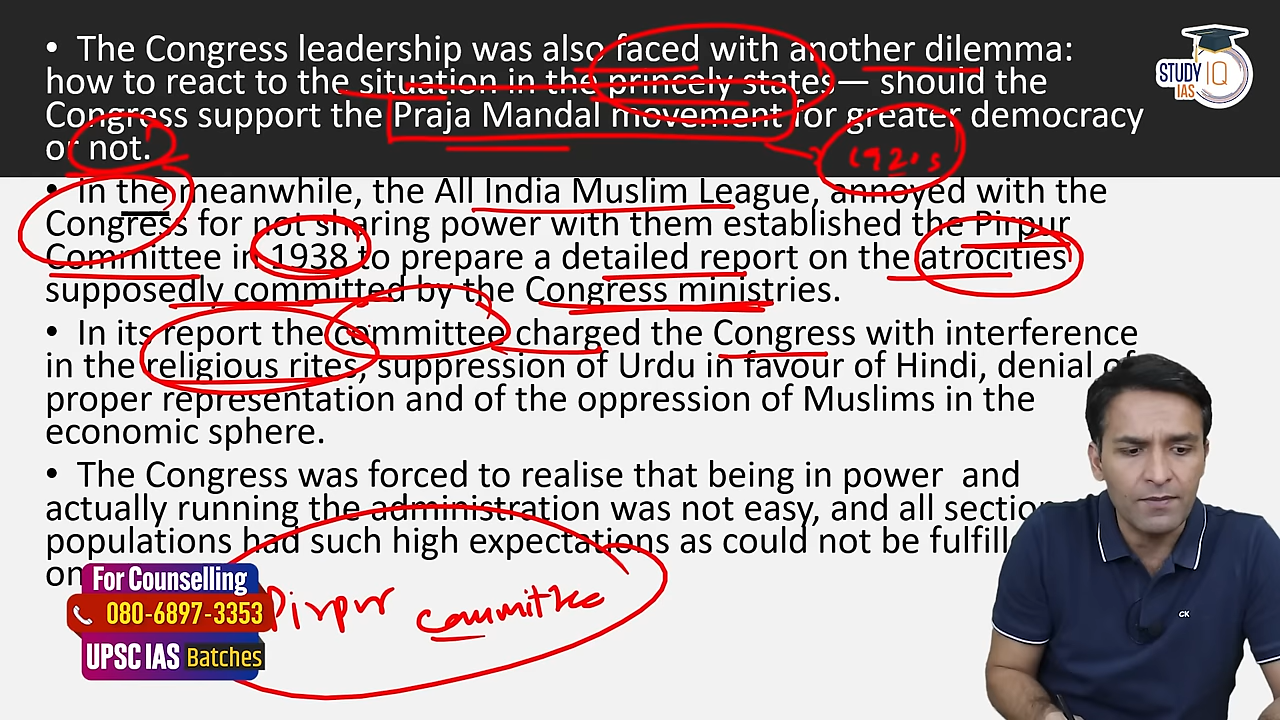 • The Congress leadership was also faced with another dilemma:
how to react to the situation in the princely states— should the
Congress support the Praja Mandal movement for greater democracy
or not.
1920s
STUDY IQ
IAS
• In the meanwhile, the All India Muslim League, annoyed with the
Congress for not sharing power with them established the Pirpur
Committee in 1938 to prepare a detailed report on the atrocities
supposedly committed by the Congress ministries.
• In its report the committee charged the Congress with interference
in the religious rites, suppression of Urdu in favour of Hindi, denial of
proper representation and of the oppression of Muslims in the
economic sphere.
• The Congress was forced to realise that being in power and
actually running the administration was not easy, and all section
populations had such high expectations as could not be fulfill
on
Pirpur committee
For Counselling
080-6897-3353
UPSC IAS Batches
CK